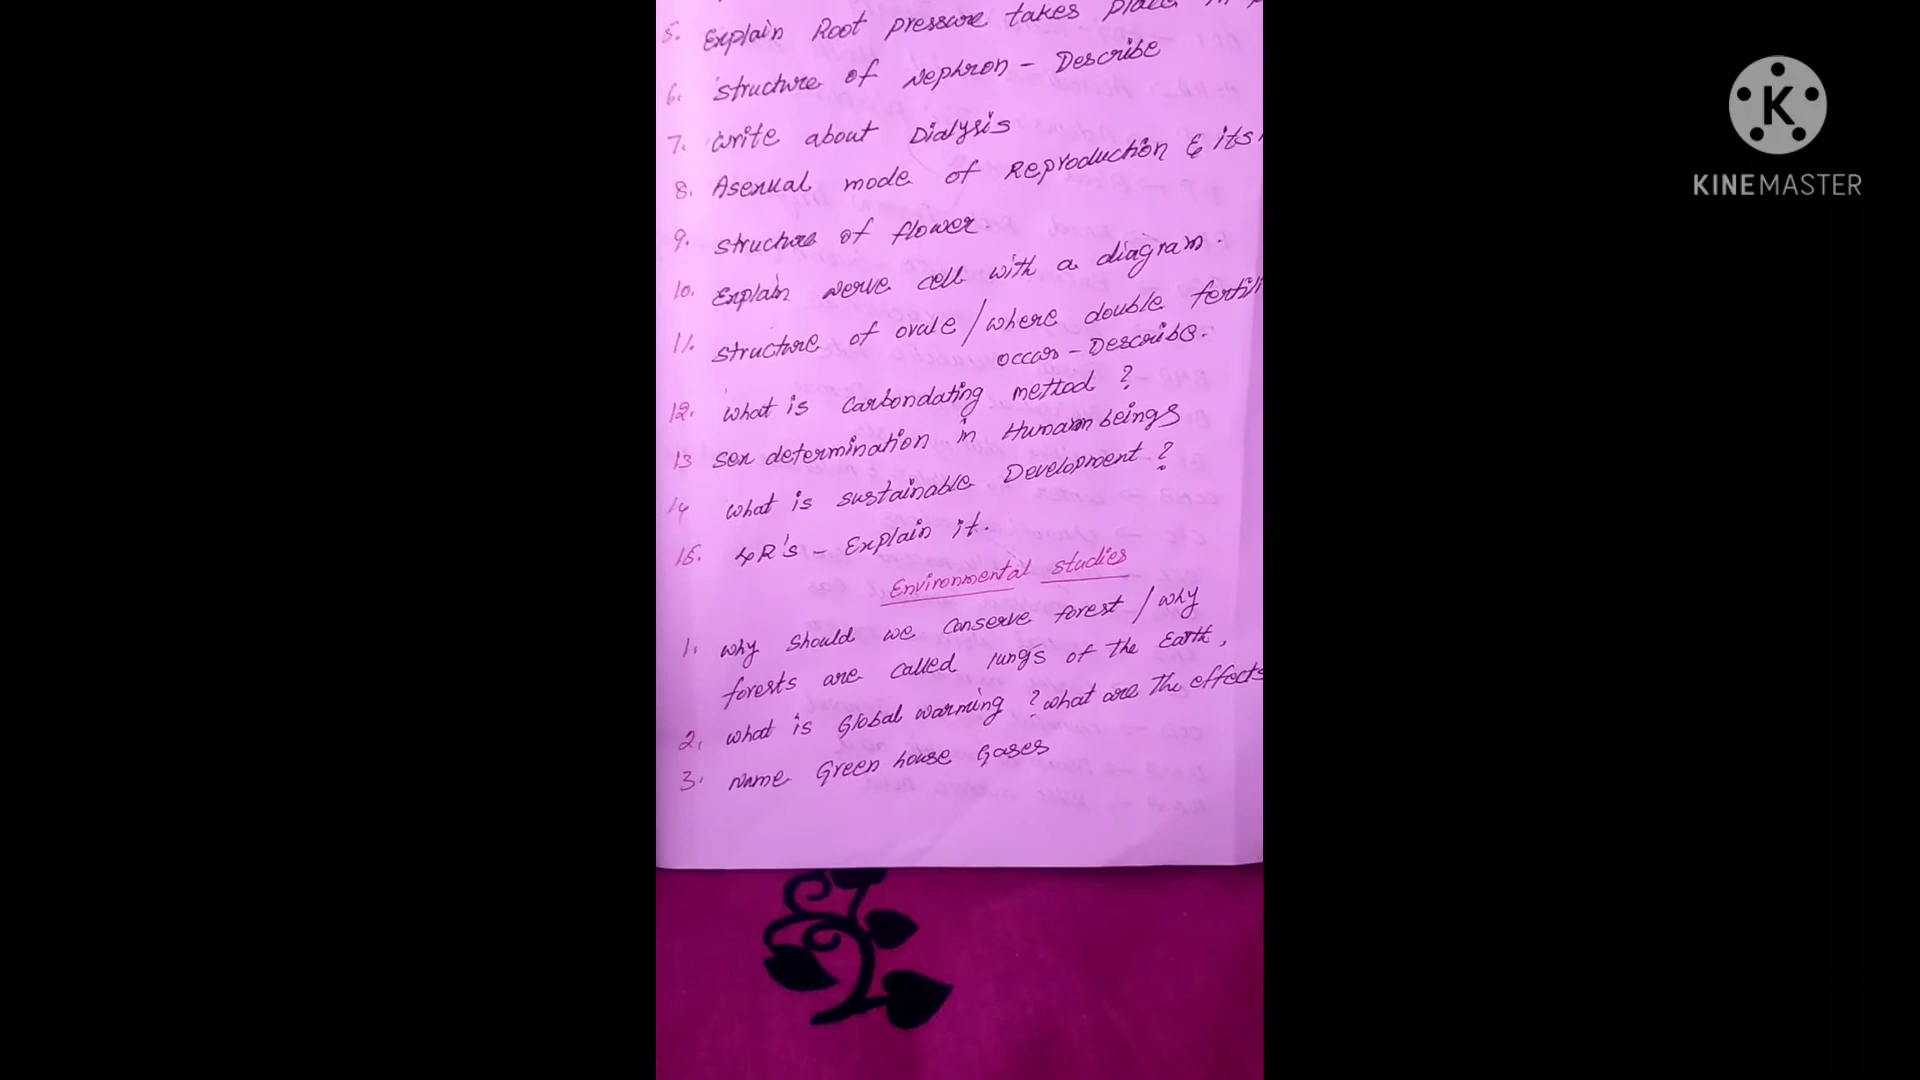 5. Explain Root pressure takes place in
6. structure of Nephron - Describe
7. write about Dialysis
8. Asexual mode of Reproduction & its
9. structure of flower.
10. Explain nerve cell with a diagram.
11. structure of ovule / where double fertili
occurs - Describe.
12. what is carbondating method ?
13 sex determination in Human beings
14 what is sustainable Development ?
15. 4R's - Explain it.
Environmental studies
1. why should we conserve forest / why
forests are called lungs of the Earth,
2. what is Global warming ? what are the effects
3. Name Green house Gases
K
KINEMASTER